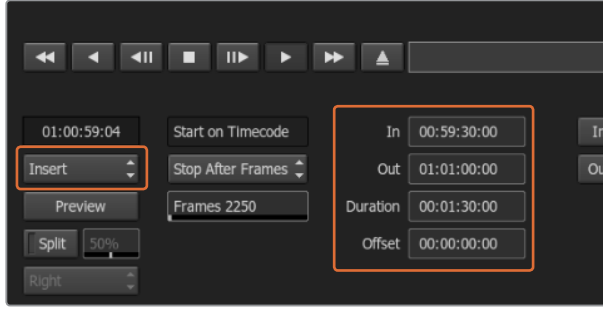 01:00:59:04 Start on Timecode In 00:59:30:00 In
Insert Stop After Frames Out 01:01:00:00
Preview Frames 2250 Duration 00:01:30:00
Split 50% Offset 00:00:00:00
Right